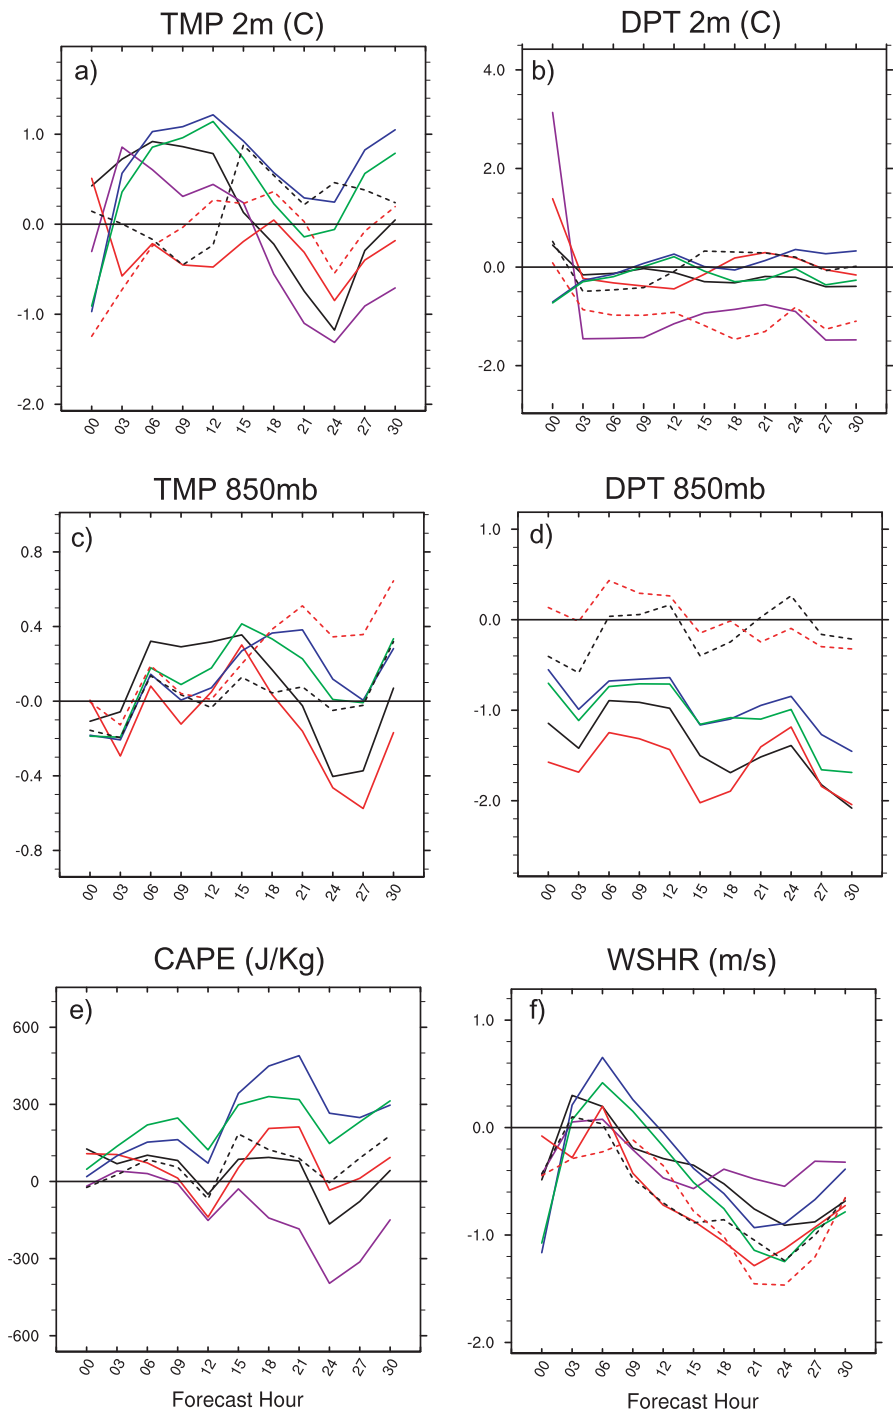 TMP 2m (C)
a)
1.0
0.0
-1.0
-2.0
00 03 06 09 12 15 18 21 24 27 30
DPT 2m (C)
b)
4.0
2.0
0.0
-2.0
00 03 06 09 12 15 18 21 24 27 30
TMP 850mb
c)
0.8
0.4
-0.0
-0.4
-0.8
00 03 06 09 12 15 18 21 24 27 30
DPT 850mb
d)
1.0
0.0
-1.0
-2.0
00 03 06 09 12 15 18 21 24 27 30
CAPE (J/Kg)
e)
600
300
0
-300
-600
00 03 06 09 12 15 18 21 24 27 30
Forecast Hour
WSHR (m/s)
f)
1.0
0.0
-1.0
-2.0
00 03 06 09 12 15 18 21 24 27 30
Forecast Hour